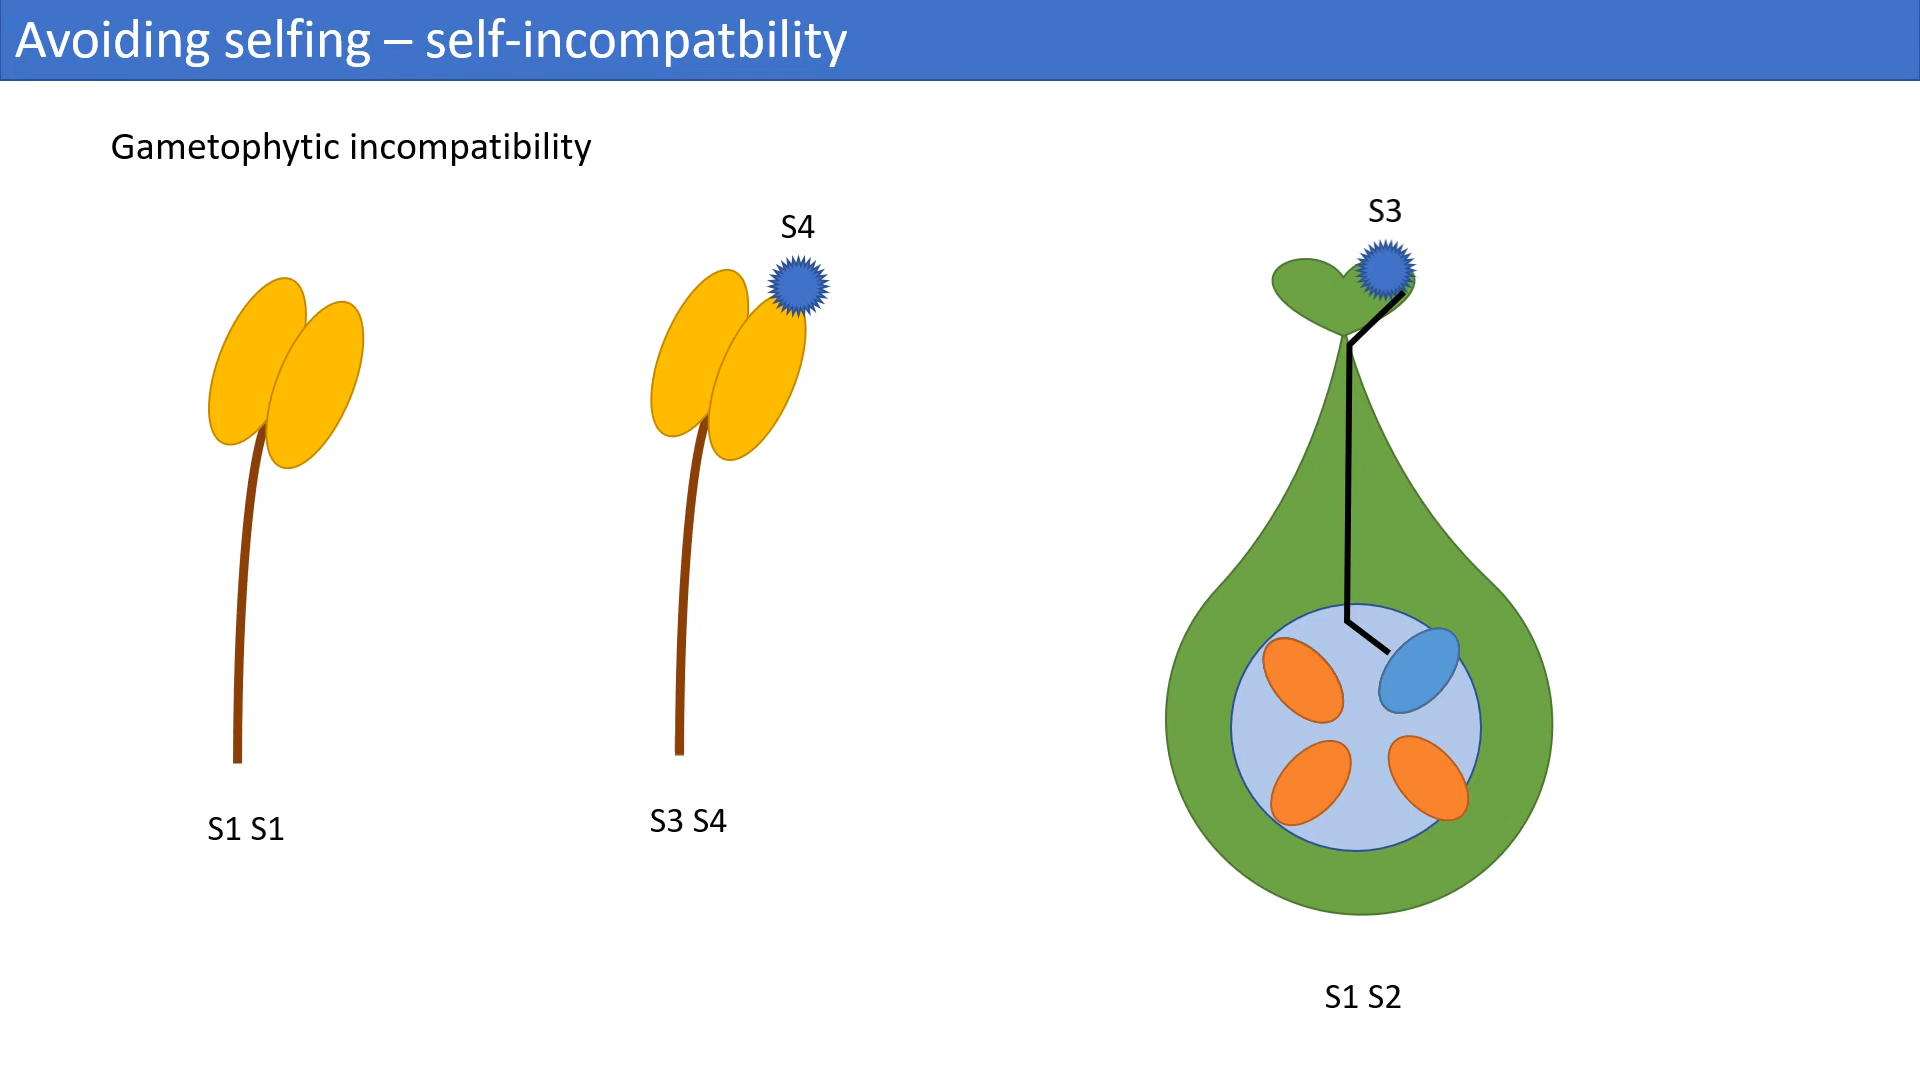 Avoiding selfing – self-incompatbility
Gametophytic incompatibility
S3
S4
S3 S4
S1 S1
S1 S2